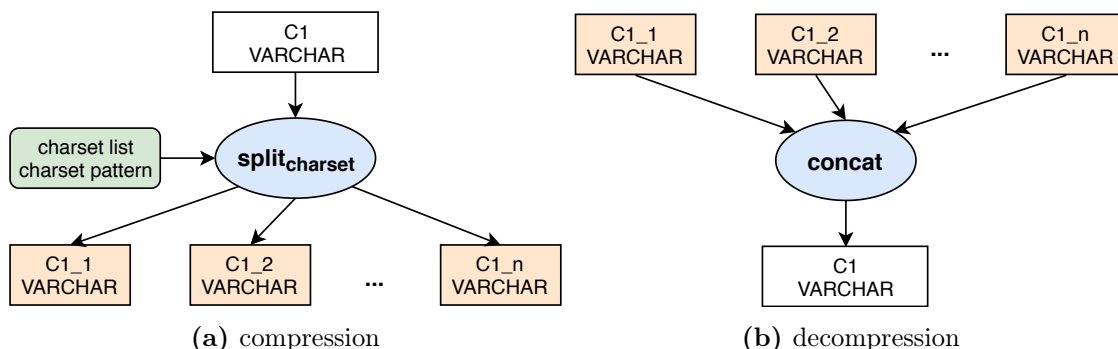 C1
VARCHAR
charset list
charset pattern
splitcharset
C1_1
VARCHAR
C1_2
VARCHAR
...
C1_n
VARCHAR
(a) compression
C1_1
VARCHAR
C1_2
VARCHAR
...
C1_n
VARCHAR
concat
C1
VARCHAR
(b) decompression